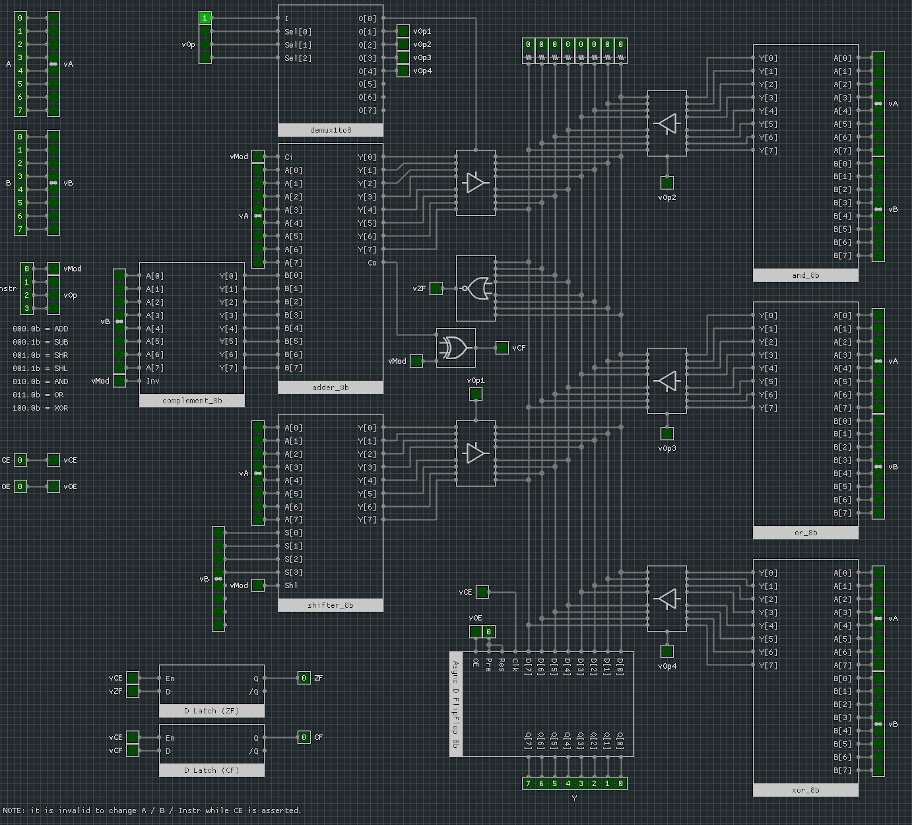 A
0
1
2
3
4
5
6
7
vA
B
0
1
2
3
4
5
6
7
vB
nstr
0
1
2
3
vMod
vOp
000.0b = ADD
000.1b = SUB
001.0b = SHR
001.1b = SHL
010.0b = AND
011.0b = OR
100.0b = XOR
CE 0 vCE
OE 0 vOE
1
vOp
I O[0]
Sel[0] O[1] vOp1
Sel[1] O[2] vOp2
Sel[2] O[3] vOp3
O[4] vOp4
O[5]
O[6]
O[7]
demux1to8
vMod Ci Y[0]
A[0] Y[1]
A[1] Y[2]
A[2] Y[3]
vA A[3] Y[4]
A[4] Y[5]
A[5] Y[6]
A[6] Y[7]
A[7] Co
B[0]
B[1]
B[2]
B[3]
B[4]
B[5]
B[6]
B[7]
adder_8b
vB
A[0] Y[0]
A[1] Y[1]
A[2] Y[2]
A[3] Y[3]
A[4] Y[4]
A[5] Y[5]
A[6] Y[6]
A[7] Y[7]
vMod Inv
complement_8b
vZF
vMod
vCF
vOp1
vA
A[0] Y[0]
A[1] Y[1]
A[2] Y[2]
A[3] Y[3]
A[4] Y[4]
A[5] Y[5]
A[6] Y[6]
A[7] Y[7]
vB
S[0]
S[1]
S[2]
S[3]
vMod Shl
shifter_8b
0 0 0 0 0 0 0 0
vOp2
Y[0] A[0]
Y[1] A[1]
Y[2] A[2]
Y[3] A[3] vA
Y[4] A[4]
Y[5] A[5]
Y[6] A[6]
Y[7] A[7]
B[0]
B[1]
B[2]
B[3] vB
B[4]
B[5]
B[6]
B[7]
and_8b
vOp3
Y[0] A[0]
Y[1] A[1]
Y[2] A[2]
Y[3] A[3] vA
Y[4] A[4]
Y[5] A[5]
Y[6] A[6]
Y[7] A[7]
B[0]
B[1]
B[2]
B[3] vB
B[4]
B[5]
B[6]
B[7]
or_8b
vOp4
Y[0] A[0]
Y[1] A[1]
Y[2] A[2]
Y[3] A[3] vA
Y[4] A[4]
Y[5] A[5]
Y[6] A[6]
Y[7] A[7]
B[0]
B[1]
B[2]
B[3] vB
B[4]
B[5]
B[6]
B[7]
xor_8b
vCE
vOE
0
Async D FlipFlop 8b
OE Pre Res Clk D[7] D[6] D[5] D[4] D[3] D[2] D[1] D[0]
Q[7] Q[6] Q[5] Q[4] Q[3] Q[2] Q[1] Q[0]
7 6 5 4 3 2 1 0
Y
vCE En Q 0 ZF
vZF D /Q
D Latch (ZF)
vCE En Q 0 CF
vCF D /Q
D Latch (CF)
NOTE: it is invalid to change A / B / Instr while CE is asserted.